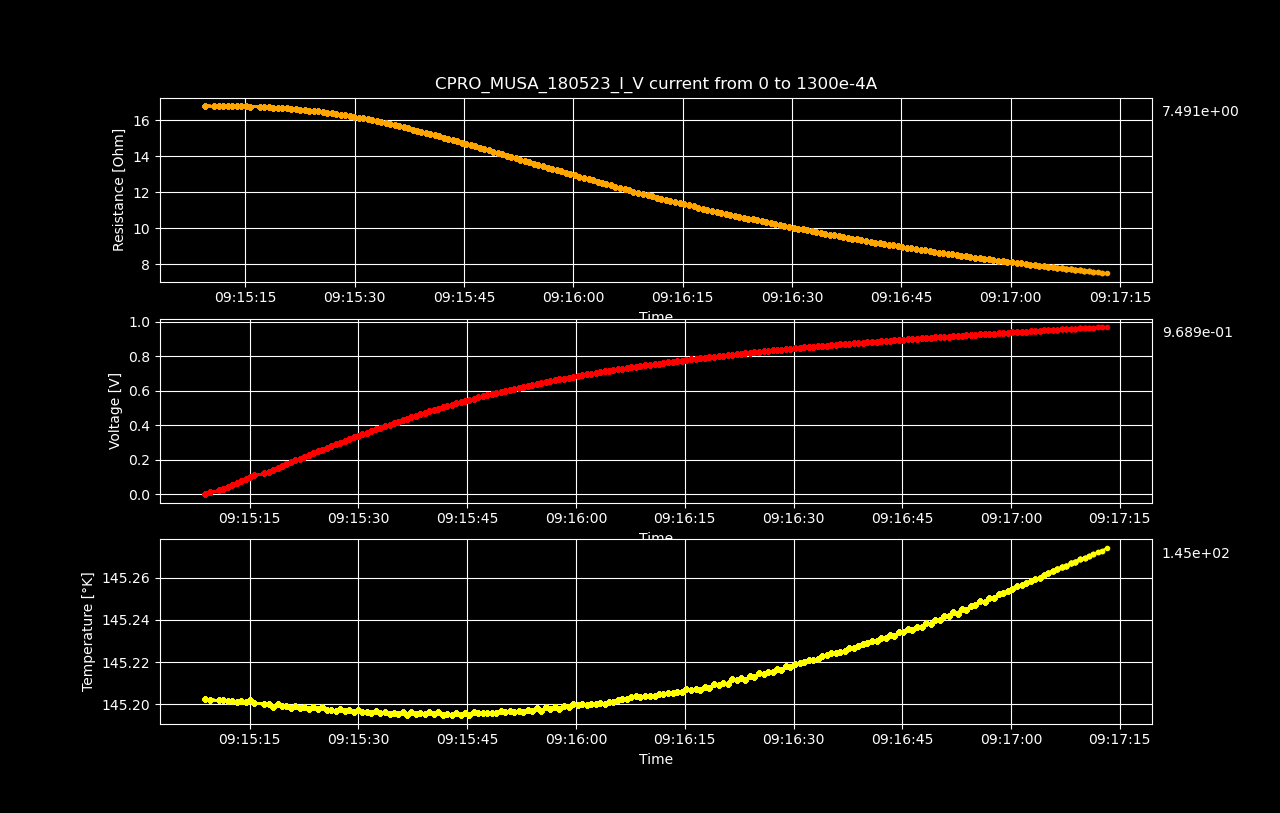 CPRO_MUSA_180523_I_V current from 0 to 1300e-4A
7.491e+00
Resistance [Ohm]
16
14
12
10
8
09:15:15 09:15:30 09:15:45 09:16:00 09:16:15 09:16:30 09:16:45 09:17:00 09:17:15
Time
9.689e-01
Voltage [V]
1.0
0.8
0.6
0.4
0.2
0.0
09:15:15 09:15:30 09:15:45 09:16:00 09:16:15 09:16:30 09:16:45 09:17:00 09:17:15
Time
1.45e+02
Temperature [°K]
145.26
145.24
145.22
145.20
09:15:15 09:15:30 09:15:45 09:16:00 09:16:15 09:16:30 09:16:45 09:17:00 09:17:15
Time